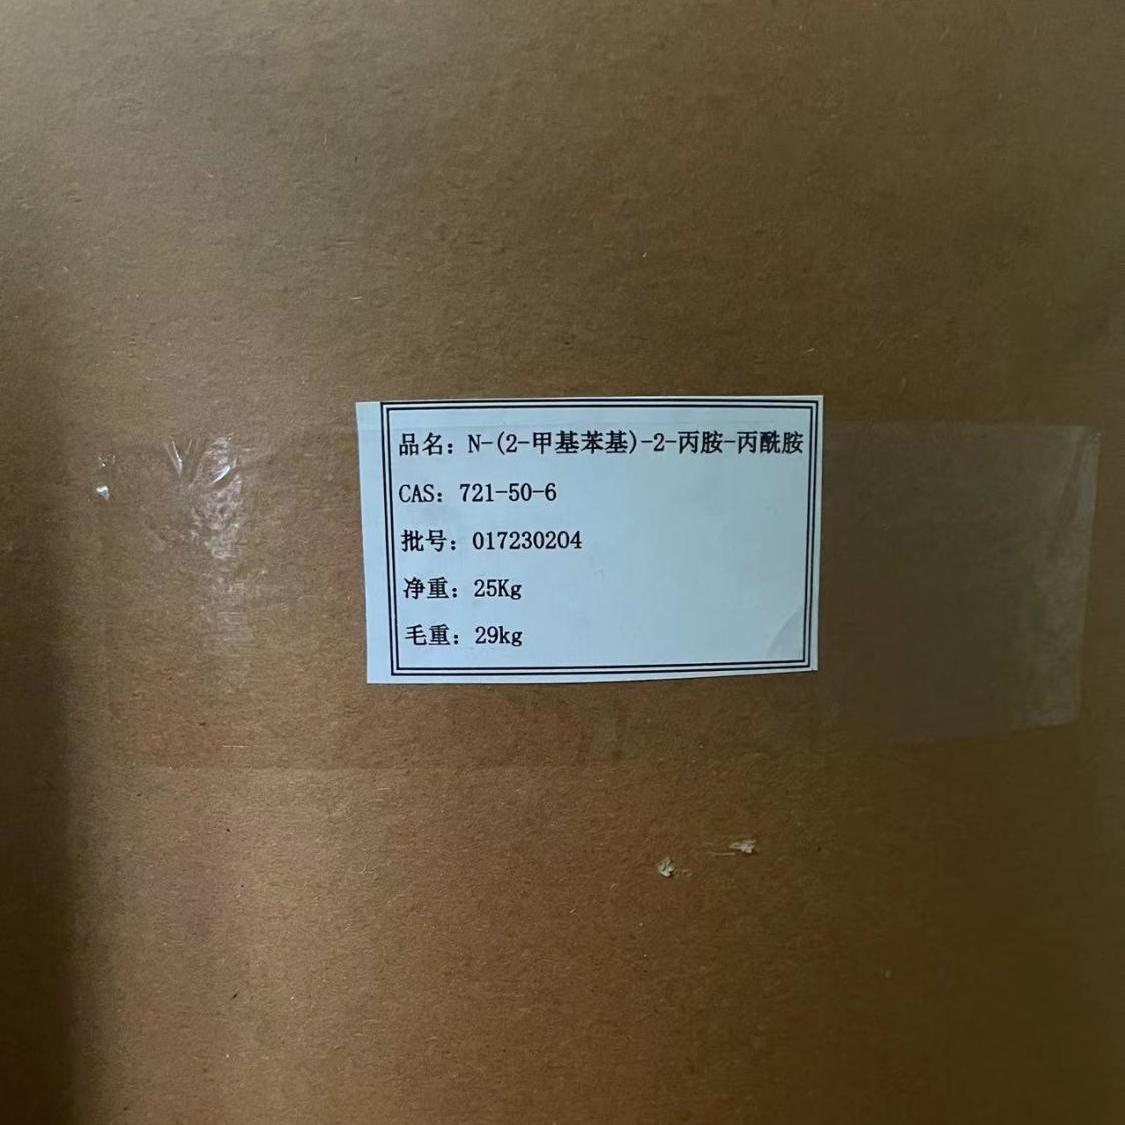 品名：N-(2-甲基苯基)-2-丙胺-丙酰胺
CAS：721-50-6
批号：017230204
净重：25Kg
毛重：29kg